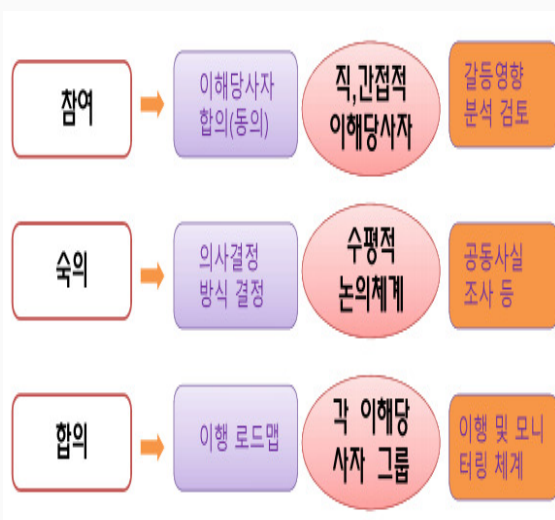 참여
이해당사자
합의(동의)
직,간접적
이해당사자
갈등영향
분석 검토
숙의
의사결정
방식 결정
수평적
논의체계
공동사실
조사 등
합의
이행 로드맵
각 이해당
사자 그룹
이행 및 모니
터링 체계